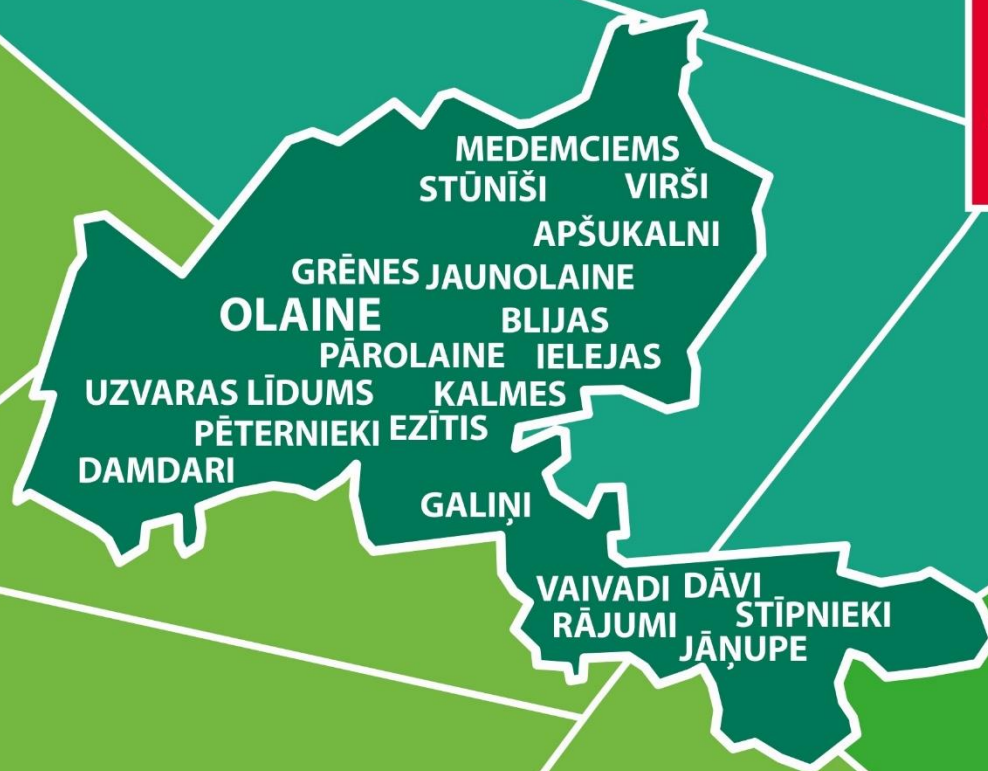 MEDEMCIEMS
STŪNĪŠI VIRŠI
APŠUKALNI
GRĒNES JAUNOLAINE
OLAINE BLIJAS
PĀROLAINE IELEJAS
UZVARAS LĪDUMS KALMES
PĒTERNIEKI EZĪTIS
DAMDARI
GALIŅI
VAIVADI DĀVI
RĀJUMI STĪPNIEKI
JĀŅUPE